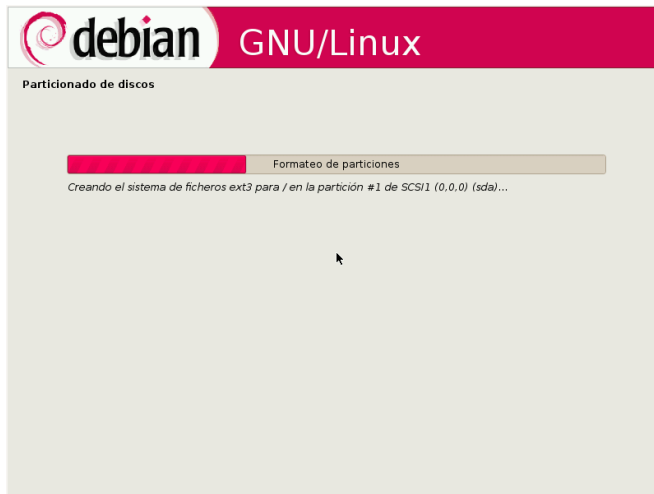 debian GNU/Linux
Particionado de discos
Formateo de particiones
Creando el sistema de ficheros ext3 para / en la partición #1 de SCSI1 (0,0,0) (sda)...